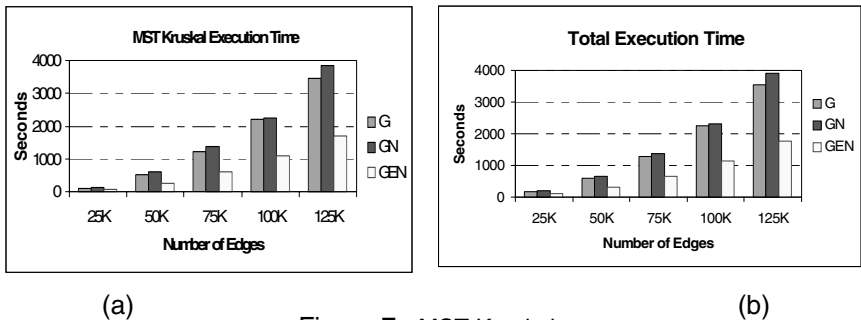 MST Kruskal Execution Time
4000
3000
2000
1000
0
Seconds
25K 50K 75K 100K 125K
Number of Edges
G
GN
GEN
(a)
Total Execution Time
4000
3000
2000
1000
0
Seconds
25K 50K 75K 100K 125K
Number of Edges
G
GN
GEN
(b)